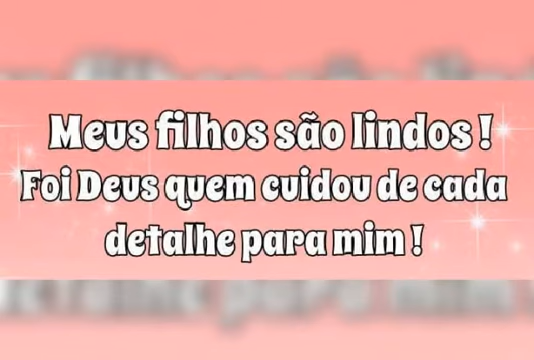 Meus filhos são lindos !
Foi Deus quem cuidou de cada
detalhe para mim !